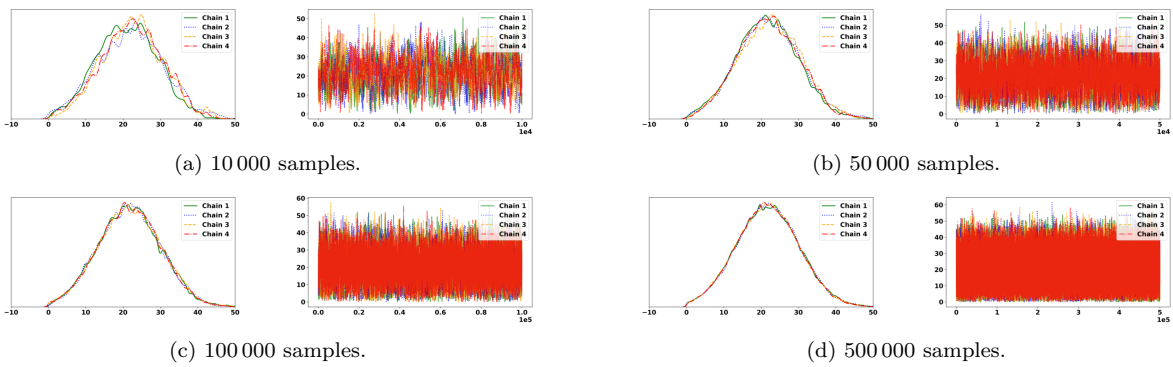 Chain 1
Chain 2
Chain 3
Chain 4
−10 0 10 20 30 40 50
50
40
30
20
10
0
Chain 1
Chain 2
Chain 3
Chain 4
0.0 0.2 0.4 0.6 0.8 1.0
1e4
(a) 10 000 samples.
Chain 1
Chain 2
Chain 3
Chain 4
−10 0 10 20 30 40 50
50
40
30
20
10
0
Chain 1
Chain 2
Chain 3
Chain 4
0 1 2 3 4 5
1e4
(b) 50 000 samples.
Chain 1
Chain 2
Chain 3
Chain 4
−10 0 10 20 30 40 50
60
50
40
30
20
10
0
Chain 1
Chain 2
Chain 3
Chain 4
0.0 0.2 0.4 0.6 0.8 1.0
1e5
(c) 100 000 samples.
Chain 1
Chain 2
Chain 3
Chain 4
−10 0 10 20 30 40 50
60
50
40
30
20
10
0
Chain 1
Chain 2
Chain 3
Chain 4
0 1 2 3 4 5
1e5
(d) 500 000 samples.